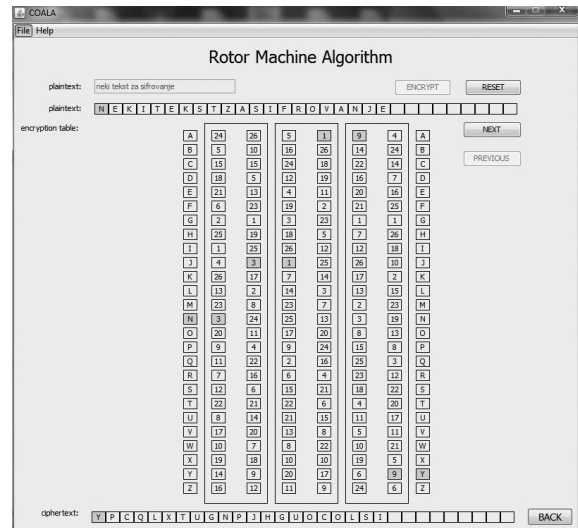 COALA
File Help
Rotor Machine Algorithm
plaintext: neki tekst za sifrovanje ENCRYPT RESET
plaintext: N E K I T E K S T Z A S I F R O V A N J E
encryption table: NEXT
PREVIOUS
A 24 26 5 1 9 4 A
B 5 10 16 26 14 24 B
C 15 15 24 18 22 14 C
D 18 5 12 19 16 7 D
E 21 13 4 11 20 16 E
F 6 23 19 2 21 25 F
G 2 1 3 23 1 1 G
H 25 19 18 5 7 26 H
I 1 25 26 12 12 18 I
J 4 3 1 25 26 10 J
K 26 17 7 14 17 2 K
L 13 2 14 3 13 15 L
M 23 8 23 7 2 23 M
N 3 24 25 13 3 19 N
O 20 11 17 20 8 13 O
P 9 4 9 24 15 8 P
Q 11 22 2 16 25 3 Q
R 7 16 6 4 23 12 R
S 12 6 15 21 18 22 S
T 22 21 22 6 4 20 T
U 8 14 21 15 11 17 U
V 17 20 13 8 5 11 V
W 10 7 8 22 10 21 W
X 19 18 10 10 19 5 X
Y 14 9 20 17 6 9 Y
Z 16 12 11 9 24 6 Z
ciphertext: Y P C Q L X T U G N P J H G U O C O L S I BACK